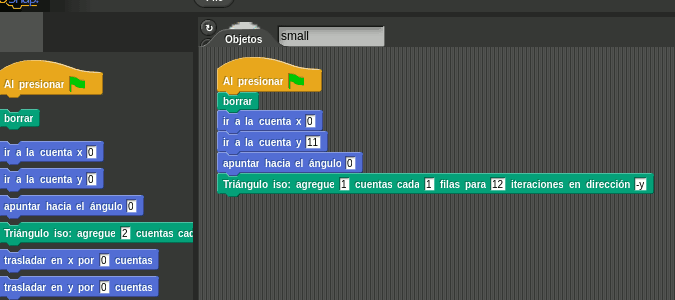 small
Objetos
Al presionar
borrar
ir a la cuenta x 0
ir a la cuenta y 0
apuntar hacia el ángulo 0
Triángulo iso: agregue 2 cuentas
trasladar en x por 0 cuentas
trasladar en y por 0 cuentas
Al presionar
borrar
ir a la cuenta x 0
ir a la cuenta y 11
apuntar hacia el ángulo 0
Triángulo iso: agregue 1 cuentas cada 1 filas para 12 iteraciones en dirección -y